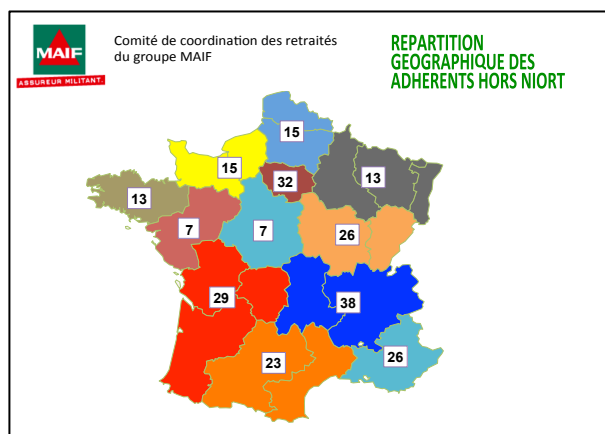 MAIF
ASSUREUR MILITANT.
Comité de coordination des retraités
du groupe MAIF
REPARTITION
GEOGRAPHIQUE DES
ADHERENTS HORS NIORT
15
15
32
13
13
7
7
26
29
38
23
26